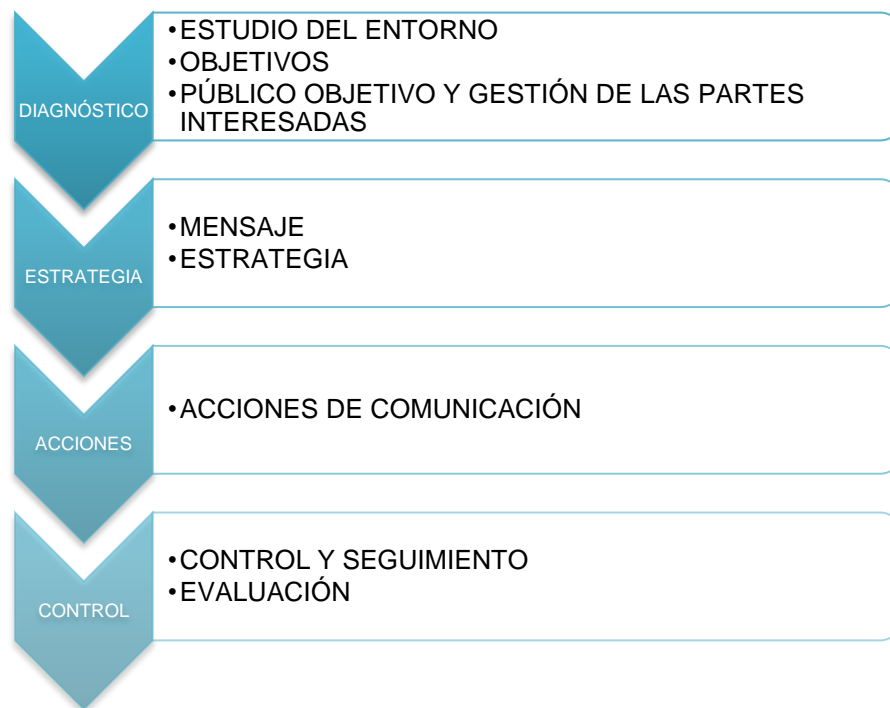 DIAGNÓSTICO
•ESTUDIO DEL ENTORNO
•OBJETIVOS
•PÚBLICO OBJETIVO Y GESTIÓN DE LAS PARTES
INTERESADAS
ESTRATEGIA
•MENSAJE
•ESTRATEGIA
ACCIONES
•ACCIONES DE COMUNICACIÓN
CONTROL
•CONTROL Y SEGUIMIENTO
•EVALUACIÓN